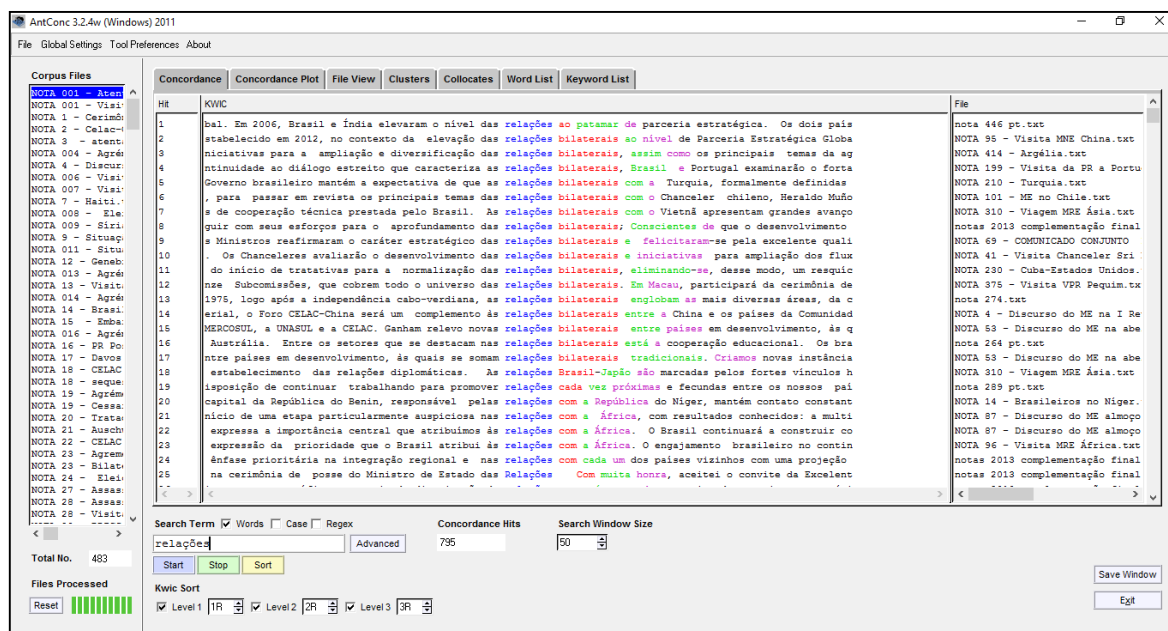 AntConc 3.2.4w (Windows) 2011
File Global Settings Tool Preferences About
Corpus Files
NOTA 001 - Aten
NOTA 001 - Visi
NOTA 1 - Cerimô
NOTA 2 - Celac-
NOTA 3 - atent
NOTA 004 - Agré
NOTA 4 - Discur
NOTA 006 - Visi
NOTA 007 - Visi
NOTA 7 - Haiti.
NOTA 008 - Ele
NOTA 009 - Siri
NOTA 9 - Situaç
NOTA 011 - Situ
NOTA 12 - Geneb
NOTA 013 - Agré
NOTA 13 - Visit
NOTA 014 - Agré
NOTA 14 - Brasi
NOTA 15 - Emba
NOTA 016 - Agré
NOTA 16 - PR Po
NOTA 17 - Davos
NOTA 18 - CELAC
NOTA 18 - seque
NOTA 19 - Agrém
NOTA 19 - Cessa
NOTA 20 - Trata
NOTA 21 - Ausch
NOTA 22 - CELAC
NOTA 23 - Agrem
NOTA 23 - Bilat
NOTA 24 - Elei
NOTA 27 - Assas
NOTA 28 - Assas
NOTA 28 - Visit
Total No. 483
Files Processed
Reset
Concordance Concordance Plot File View Clusters Collocates Word List Keyword List
Hit KWIC File
1 bal. Em 2006, Brasil e Índia elevaram o nível das relações ao patamar de parceria estratégica. Os dois país nota 446 pt.txt
2 stabelecido em 2012, no contexto da elevação das relações bilaterais ao nível de Parceria Estratégica Globa NOTA 95 - Visita MNE China.txt
3 niciativas para a ampliação e diversificação das relações bilaterais, assim como os principais temas da ag NOTA 414 - Argélia.txt
4 ntinuidade ao diálogo estreito que caracteriza as relações bilaterais, Brasil e Portugal examinarão o forta NOTA 199 - Visita da PR a Portu
5 Governo brasileiro mantém a expectativa de que as relações bilaterais com a Turquia, formalmente definidas NOTA 210 - Turquia.txt
6 , para passar em revista os principais temas das relações bilaterais com o Chanceler chileno, Heraldo Muño NOTA 101 - ME no Chile.txt
7 s de cooperação técnica prestada pelo Brasil. As relações bilaterais com o Vietnã apresentam grandes avanço NOTA 310 - Viagem MRE Ásia.txt
8 guir com seus esforços para o aprofundamento das relações bilaterais; Conscientes de que o desenvolvimento notas 2013 complementação final
9 s Ministros reafirmaram o caráter estratégico das relações bilaterais e felicitaram-se pela excelente quali NOTA 69 - COMUNICADO CONJUNTO
10 . Os Chanceleres avaliarão o desenvolvimento das relações bilaterais e iniciativas para ampliação dos flux NOTA 41 - Visita Chanceler Sri
11 do início de tratativas para a normalização das relações bilaterais, eliminando-se, desse modo, um resquíc NOTA 230 - Cuba-Estados Unidos.
12 nze Subcomissões, que cobrem todo o universo das relações bilaterais. Em Macau, participará da cerimônia de NOTA 375 - Visita VPR Pequim.tx
13 1975, logo após a independência cabo-verdiana, as relações bilaterais englobam as mais diversas áreas, da c nota 274.txt
14 erial, o Foro CELAC-China será um complemento às relações bilaterais entre a China e os países da Comunidad NOTA 4 - Discurso do ME na I Re
15 MERCOSUL, a UNASUL e a CELAC. Ganham relevo novas relações bilaterais entre países em desenvolvimento, às q NOTA 53 - Discurso do ME na abe
16 Austrália. Entre os setores que se destacam nas relações bilaterais está a cooperação educacional. Os bra nota 264 pt.txt
17 ntre países em desenvolvimento, às quais se somam relações bilaterais tradicionais. Criamos novas instância NOTA 53 - Discurso do ME na abe
18 estabelecimento das relações diplomáticas. As relações Brasil-Japão são marcadas pelos fortes vínculos h NOTA 310 - Viagem MRE Ásia.txt
19 isposição de continuar trabalhando para promover relações cada vez próximas e fecundas entre os nossos paí nota 289 pt.txt
20 capital da República do Benin, responsável pelas relações com a República do Níger, mantém contato constant NOTA 14 - Brasileiros no Níger.
21 nício de uma etapa particularmente auspiciosa nas relações com a África, com resultados conhecidos: a multi NOTA 87 - Discurso do ME almoço
22 expressa a importância central que atribuímos às relações com a África. O Brasil continuará a construir co NOTA 87 - Discurso do ME almoço
23 expressão da prioridade que o Brasil atribui às relações com a África. O engajamento brasileiro no contin NOTA 96 - Visita MRE África.txt
24 ênfase prioritária na integração regional e nas relações com cada um dos países vizinhos com uma projeção notas 2013 complementação final
25 na cerimônia de posse do Ministro de Estado das Relações Com muita honra, aceitei o convite da Excelent notas 2013 complementação final
Search Term Words Case Regex Concordance Hits Search Window Size
relações Advanced 795 50
Start Stop Sort
Kwic Sort
Level 1 1R Level 2 2R Level 3 3R
Save Window
Exit